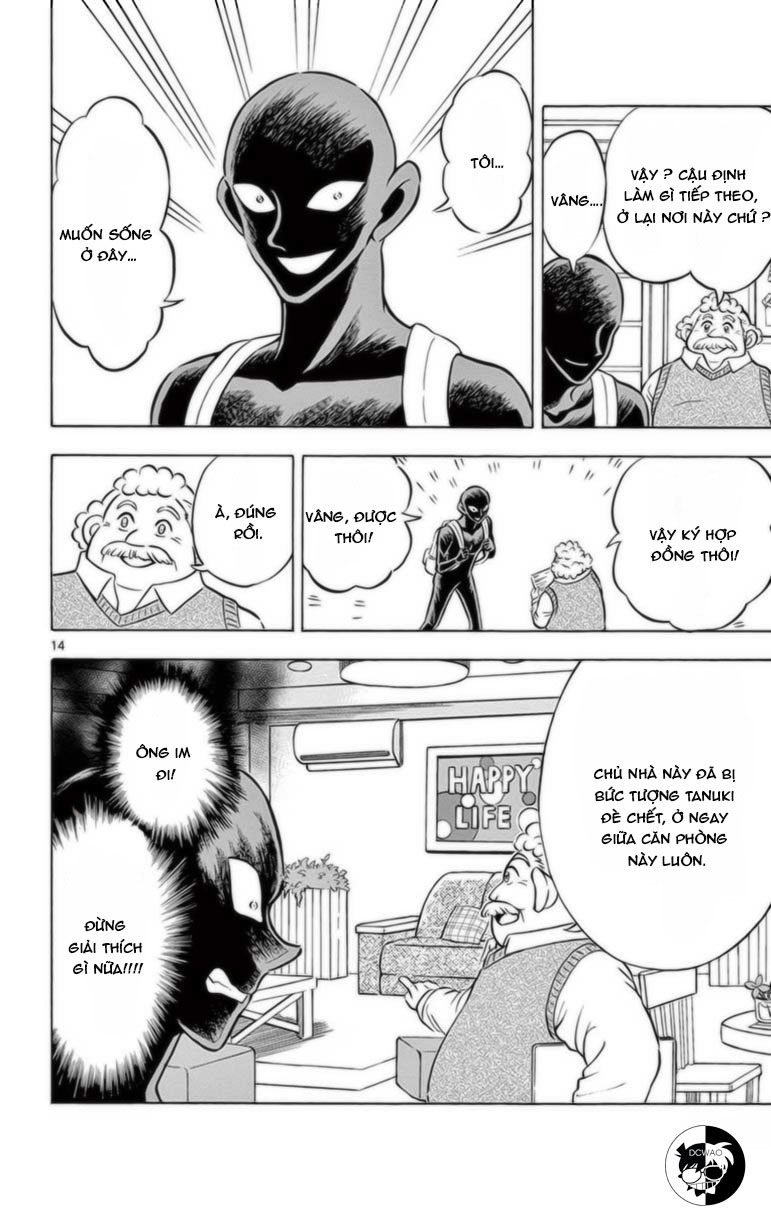 VẬY ? CẬU ĐỊNH
LÀM GÌ TIẾP THEO,
Ở LẠI NƠI NÀY CHỨ ?
VÂNG....
TÔI...
MUỐN SỐNG
Ở ĐÂY...
VẬY KÝ HỢP
ĐỒNG THÔI!
VÂNG, ĐƯỢC
THÔI!
À, ĐÚNG
RỒI.
14
CHỦ NHÀ NÀY ĐÃ BỊ
BỨC TƯỢNG TANUKI
ĐÈ CHẾT, Ở NGAY
GIỮA CĂN PHÒNG
NÀY LUÔN.
HAPPY
LIFE
ÔNG IM
ĐI!
ĐỪNG
GIẢI THÍCH
GÌ NỮA!!!!
DCWAO